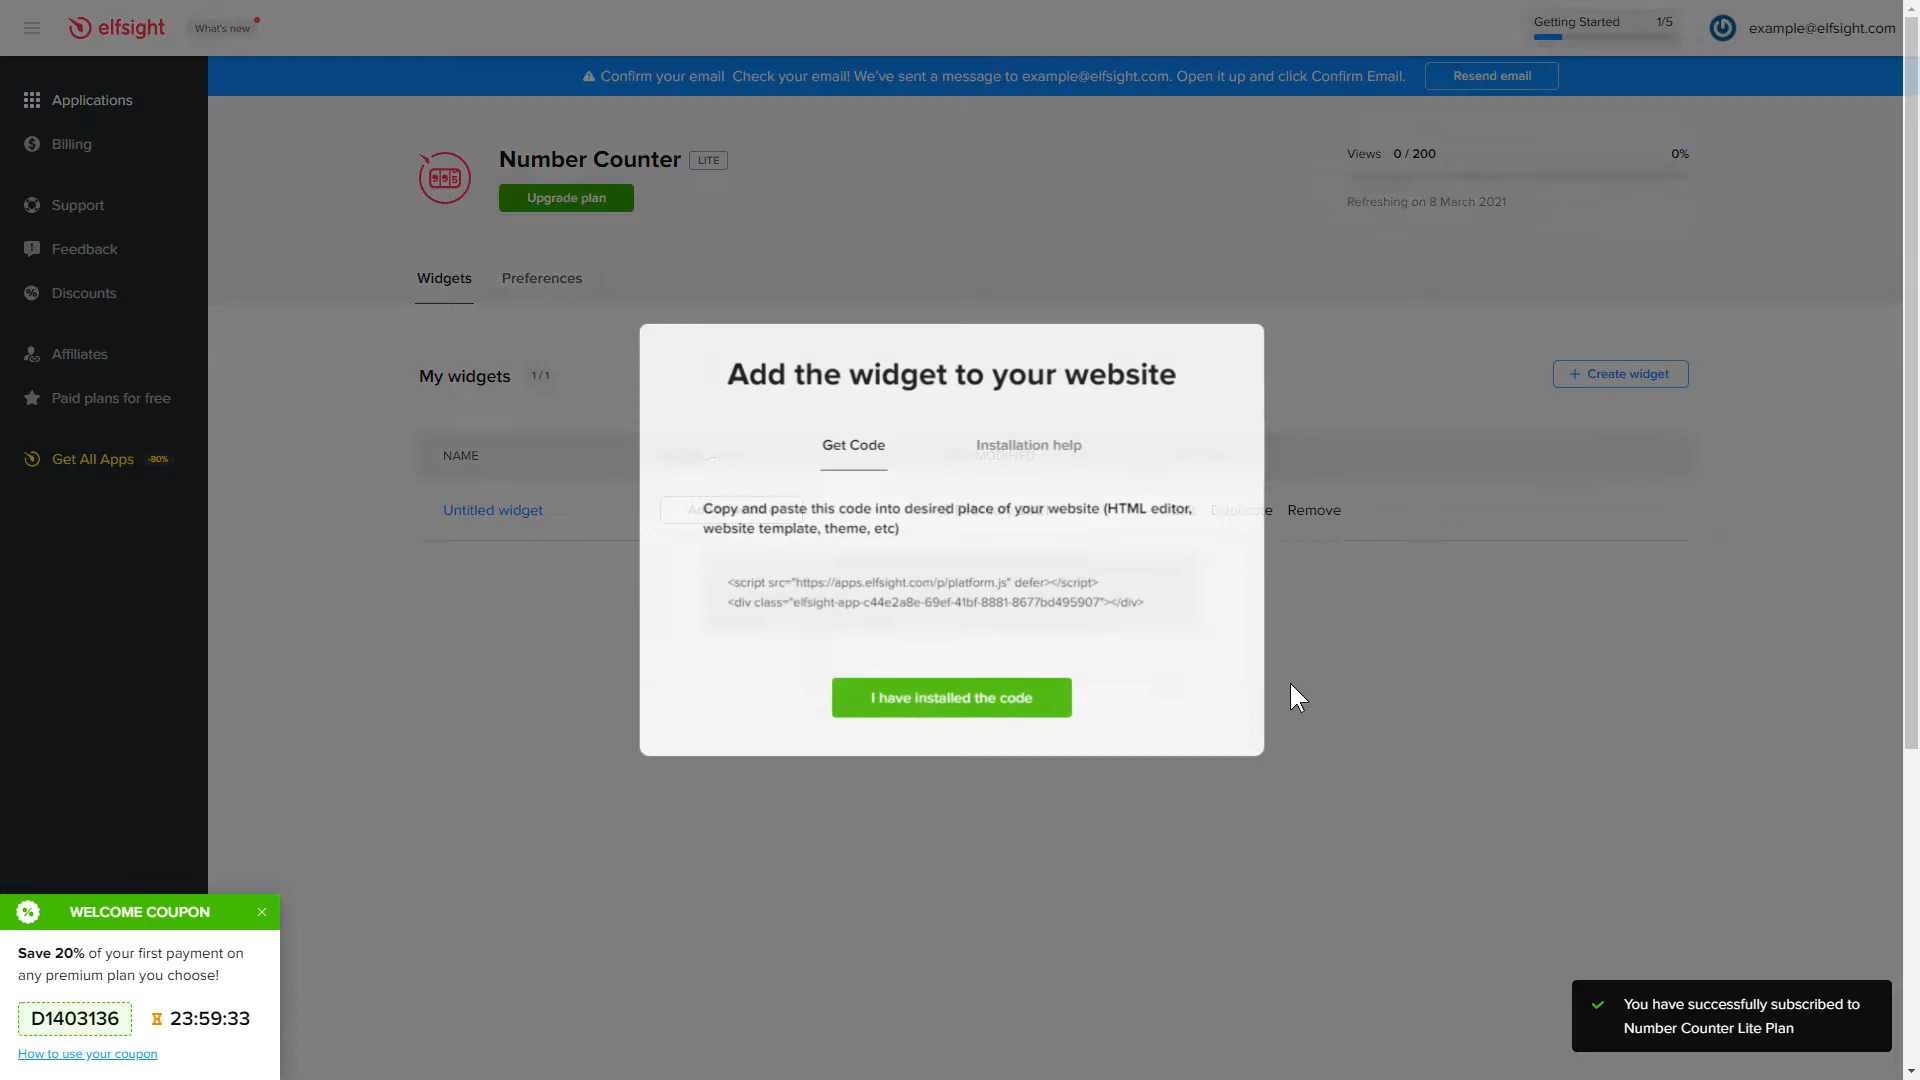 elfsight
What's new
Getting Started 1/5
example@elfsight.com
Confirm your email Check your email! We've sent a message to example@elfsight.com. Open it up and click Confirm Email.
Resend email
Applications
Billing
Support
Feedback
Discounts
Affiliates
Paid plans for free
Get All Apps -80%
Number Counter LITE
Upgrade plan
Views 0 / 200 0%
Refreshing on 8 March 2021
Widgets Preferences
My widgets 1 / 1
+ Create widget
NAME
MODIFIED
Untitled widget
Duplicate Remove
Add the widget to your website
Get Code Installation help
Copy and paste this code into desired place of your website (HTML editor,
website template, theme, etc)
<script src="https://apps.elfsight.com/p/platform.js" defer></script>
<div class="elfsight-app-c44e2a8e-69ef-41bf-8881-8677bd495907"></div>
I have installed the code
WELCOME COUPON
Save 20% of your first payment on
any premium plan you choose!
D1403136 23:59:33
How to use your coupon
You have successfully subscribed to
Number Counter Lite Plan